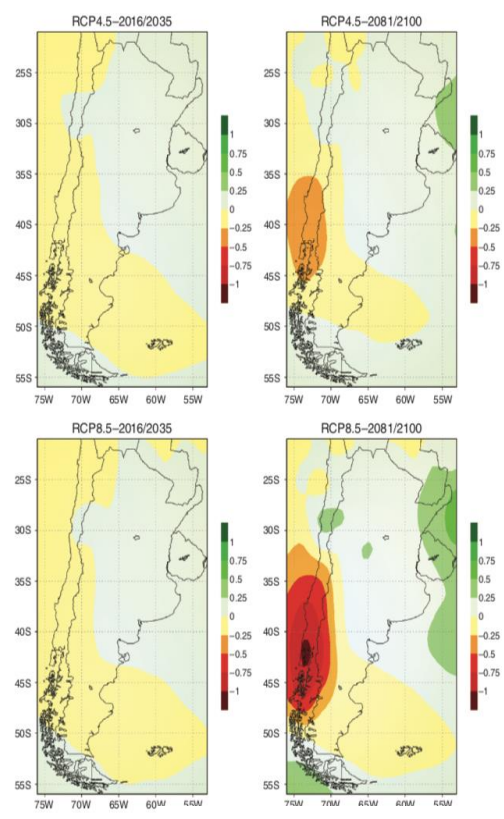 RCP4.5−2016/2035
25S
30S
35S
40S
45S
50S
55S
75W 70W 65W 60W 55W
1
0.75
0.5
0.25
0
−0.25
−0.5
−0.75
−1
RCP4.5−2081/2100
25S
30S
35S
40S
45S
50S
55S
75W 70W 65W 60W 55W
1
0.75
0.5
0.25
0
−0.25
−0.5
−0.75
−1
RCP8.5−2016/2035
25S
30S
35S
40S
45S
50S
55S
75W 70W 65W 60W 55W
1
0.75
0.5
0.25
0
−0.25
−0.5
−0.75
−1
RCP8.5−2081/2100
25S
30S
35S
40S
45S
50S
55S
75W 70W 65W 60W 55W
1
0.75
0.5
0.25
0
−0.25
−0.5
−0.75
−1